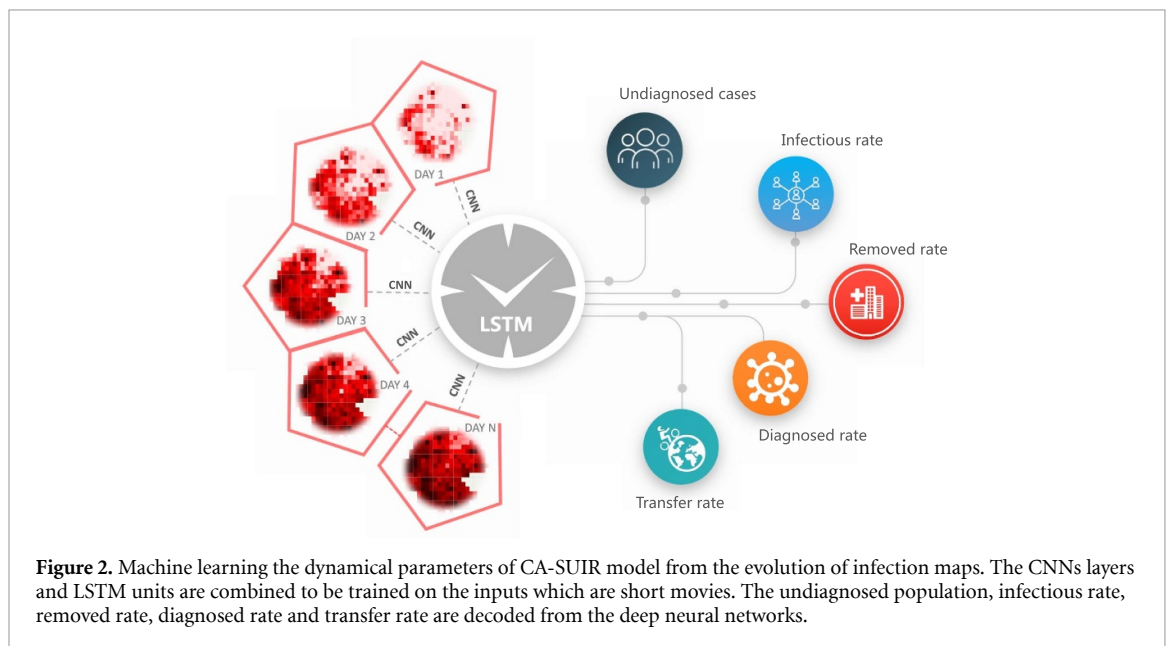 Undiagnosed cases
Infectious rate
Removed rate
Diagnosed rate
Transfer rate
DAY 1
DAY 2
DAY 3
DAY 4
DAY N
CNN
CNN
CNN
CNN
CNN
LSTM
Figure 2. Machine learning the dynamical parameters of CA-SUIR model from the evolution of infection maps. The CNNs layers
and LSTM units are combined to be trained on the inputs which are short movies. The undiagnosed population, infectious rate,
removed rate, diagnosed rate and transfer rate are decoded from the deep neural networks.